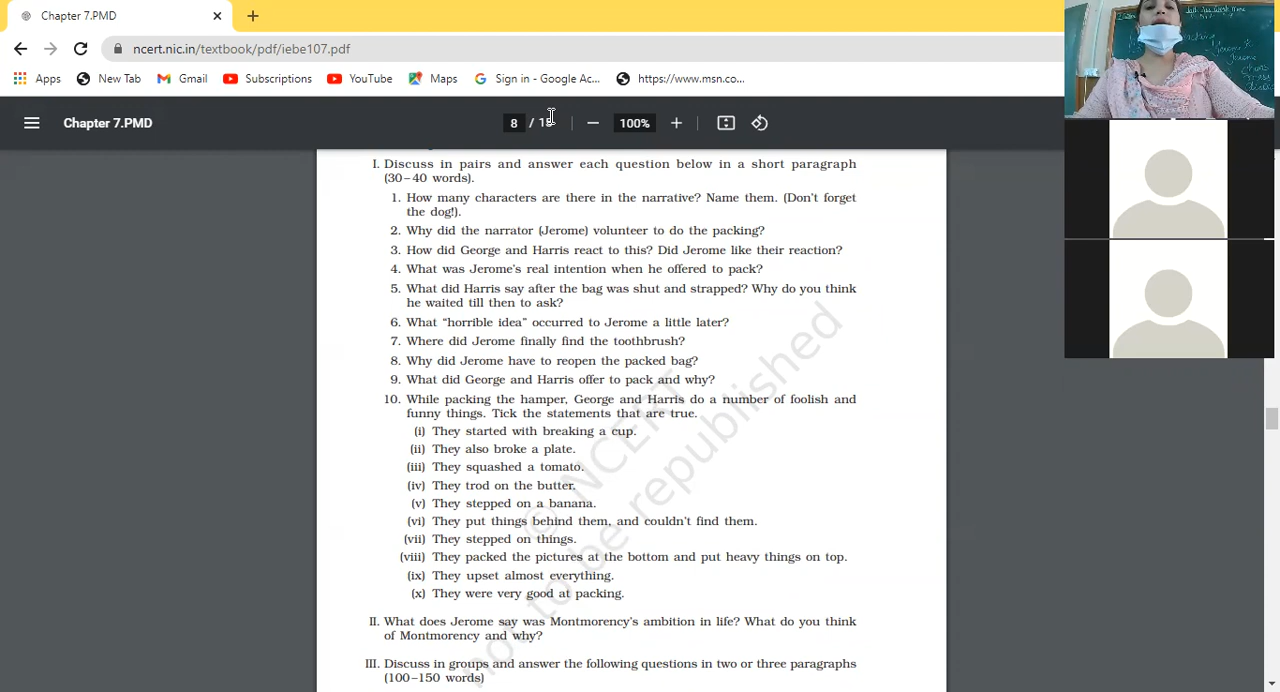 Chapter 7.PMD
ncert.nic.in/textbook/pdf/iebe107.pdf
Apps New Tab Gmail Subscriptions YouTube Maps Sign in - Google Ac... https://www.msn.co...
Chapter 7.PMD 8 / 100%
I. Discuss in pairs and answer each question below in a short paragraph
(30–40 words).
1. How many characters are there in the narrative? Name them. (Don't forget
the dog!).
2. Why did the narrator (Jerome) volunteer to do the packing?
3. How did George and Harris react to this? Did Jerome like their reaction?
4. What was Jerome's real intention when he offered to pack?
5. What did Harris say after the bag was shut and strapped? Why do you think
he waited till then to ask?
6. What “horrible idea” occurred to Jerome a little later?
7. Where did Jerome finally find the toothbrush?
8. Why did Jerome have to reopen the packed bag?
9. What did George and Harris offer to pack and why?
10. While packing the hamper, George and Harris do a number of foolish and
funny things. Tick the statements that are true.
(i) They started with breaking a cup.
(ii) They also broke a plate.
(iii) They squashed a tomato.
(iv) They trod on the butter.
(v) They stepped on a banana.
(vi) They put things behind them, and couldn't find them.
(vii) They stepped on things.
(viii) They packed the pictures at the bottom and put heavy things on top.
(ix) They upset almost everything.
(x) They were very good at packing.
II. What does Jerome say was Montmorency's ambition in life? What do you think
of Montmorency and why?
III. Discuss in groups and answer the following questions in two or three paragraphs
(100–150 words)
© NCERT
not to be republished